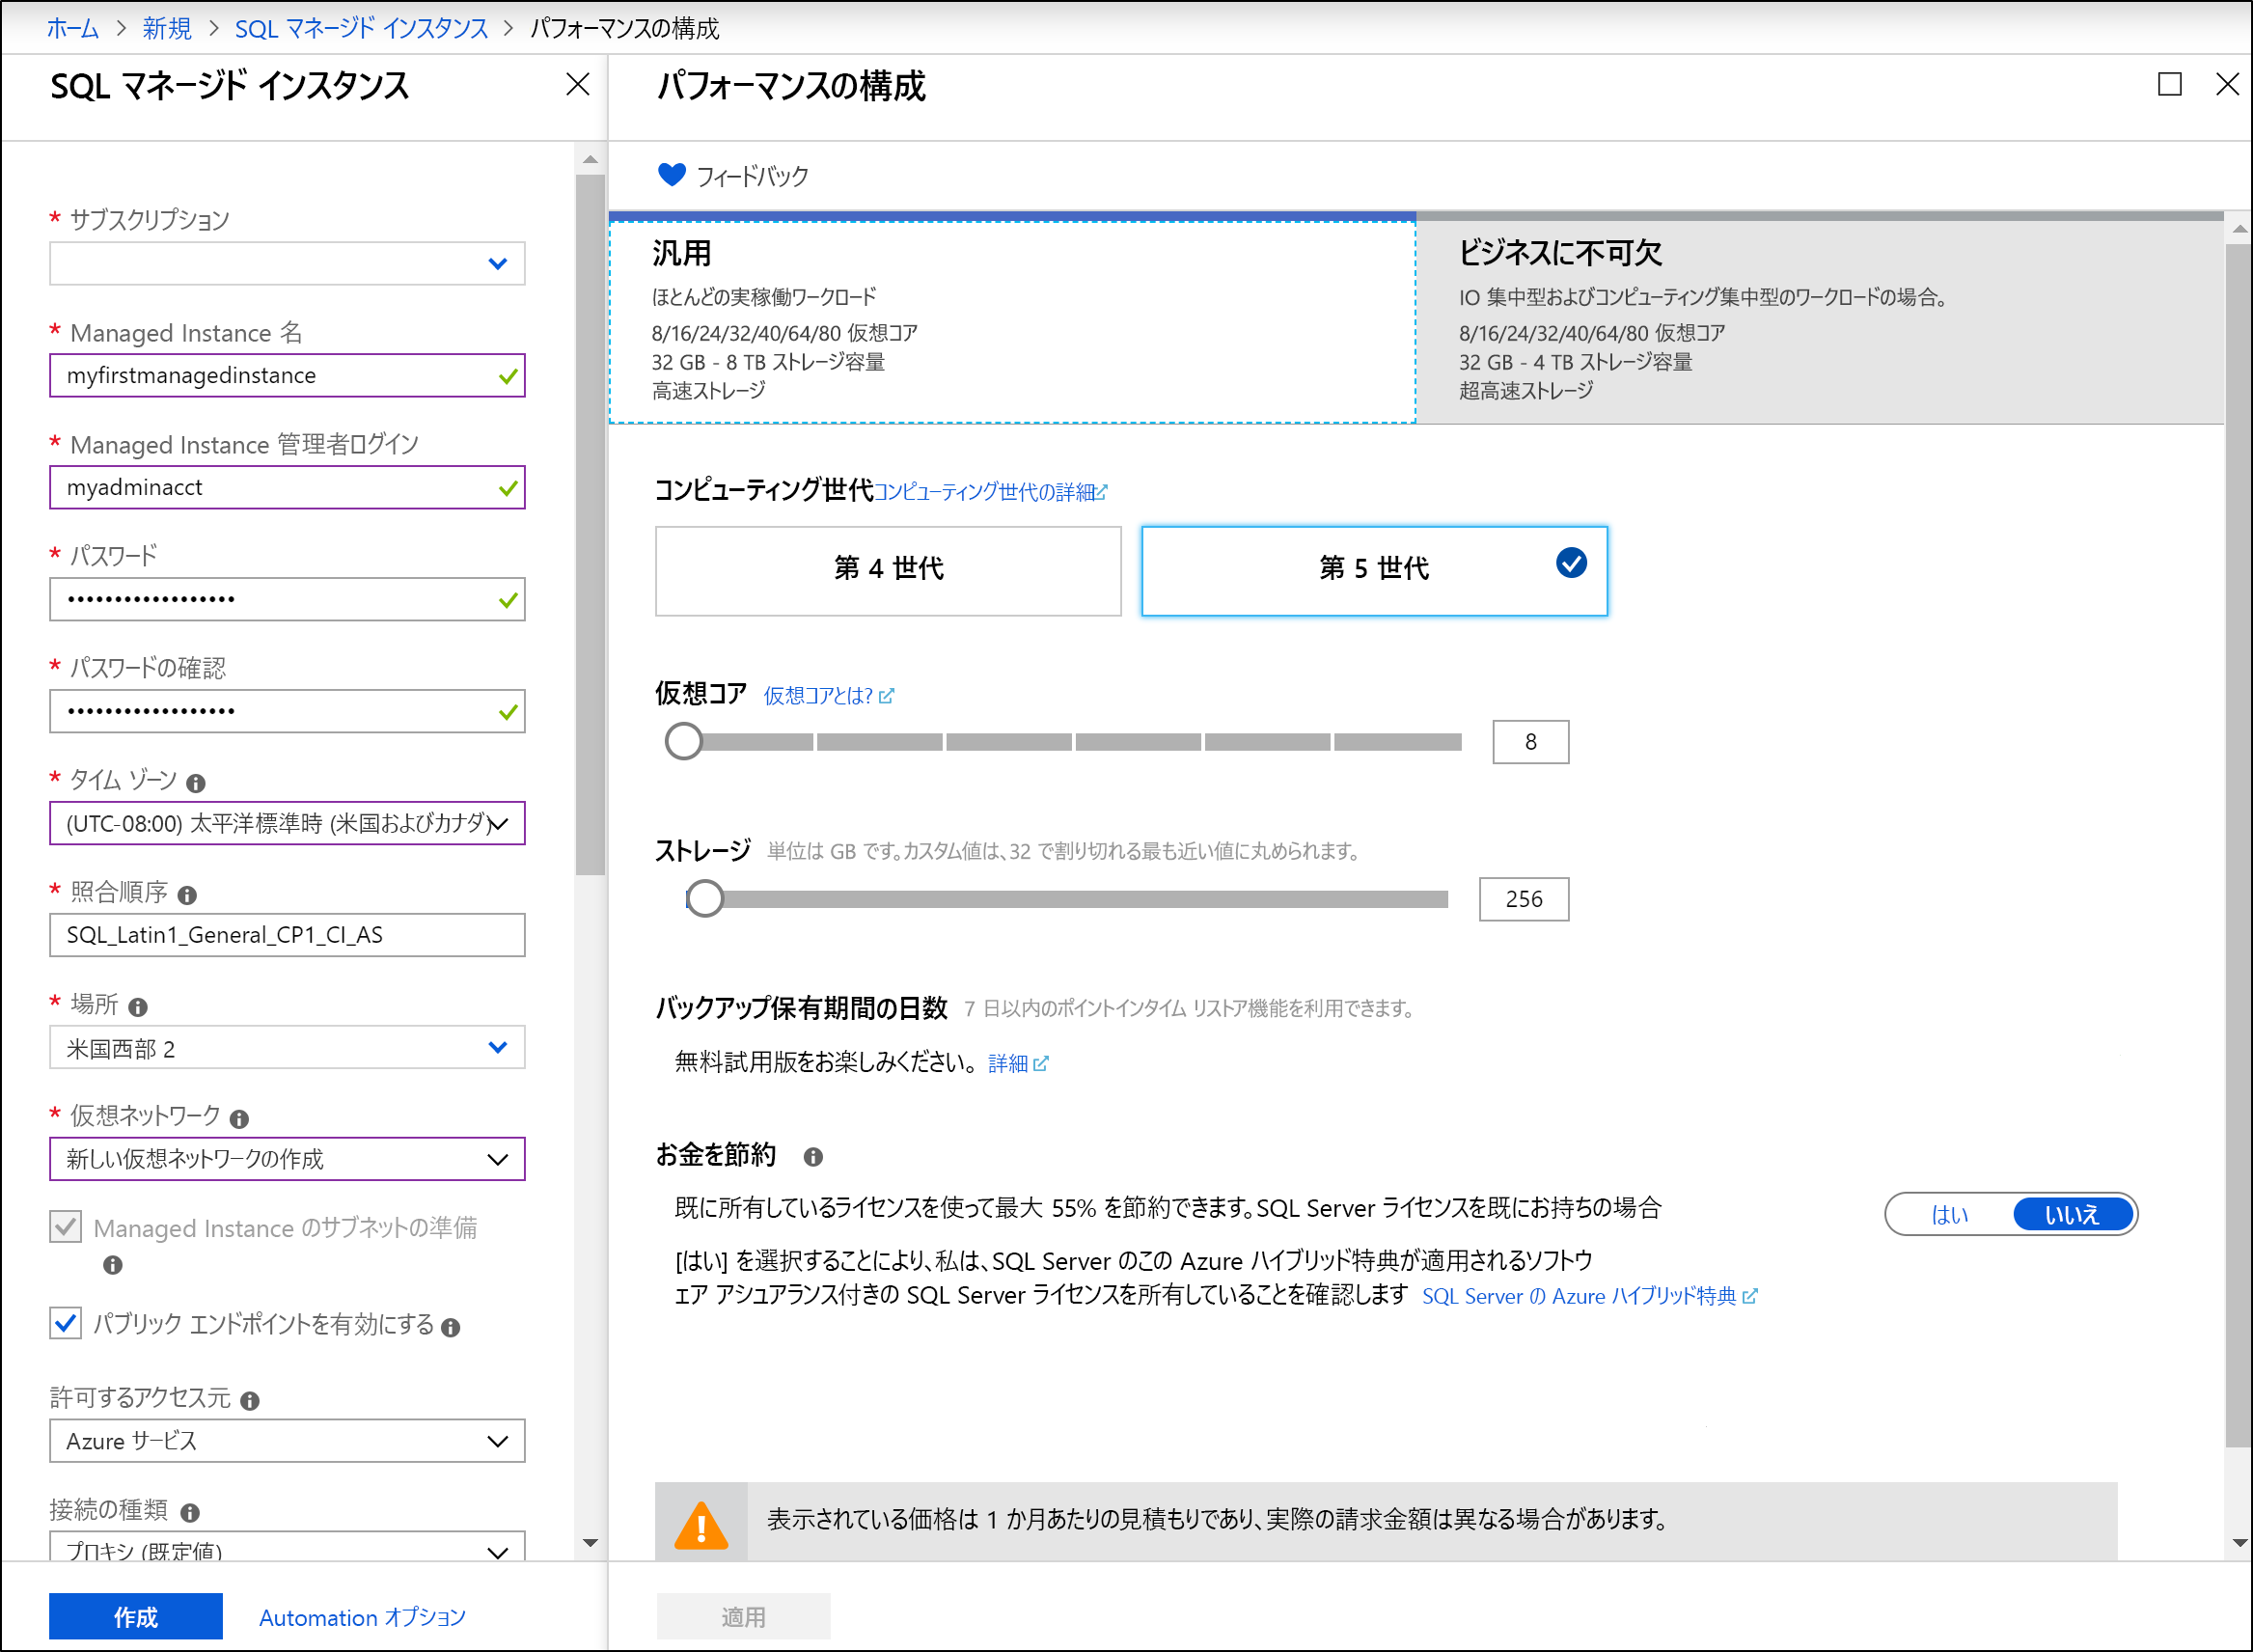 ホーム > 新規 > SQL マネージド インスタンス > パフォーマンスの構成
SQL マネージド インスタンス
* サブスクリプション
* Managed Instance 名
myfirstmanagedinstance
* Managed Instance 管理者ログイン
myadminacct
* パスワード
••••••••••••••••••
* パスワードの確認
••••••••••••••••••
* タイム ゾーン
(UTC-08:00) 太平洋標準時 (米国およびカナダ)
* 照合順序
SQL_Latin1_General_CP1_CI_AS
* 場所
米国西部 2
* 仮想ネットワーク
新しい仮想ネットワークの作成
Managed Instance のサブネットの準備
パブリック エンドポイントを有効にする
許可するアクセス元
Azure サービス
接続の種類
プロキシ (既定値)
作成
Automation オプション
パフォーマンスの構成
フィードバック
汎用
ほとんどの実稼働ワークロード
8/16/24/32/40/64/80 仮想コア
32 GB - 8 TB ストレージ容量
高速ストレージ
ビジネスに不可欠
IO 集中型およびコンピューティング集中型のワークロードの場合。
8/16/24/32/40/64/80 仮想コア
32 GB - 4 TB ストレージ容量
超高速ストレージ
コンピューティング世代コンピューティング世代の詳細
第 4 世代
第 5 世代
仮想コア 仮想コアとは?
8
ストレージ 単位は GB です。カスタム値は、32 で割り切れる最も近い値に丸められます。
256
バックアップ保有期間の日数 7 日以内のポイントインタイム リストア機能を利用できます。
無料試用版をお楽しみください。 詳細
お金を節約
既に所有しているライセンスを使って最大 55% を節約できます。SQL Server ライセンスを既にお持ちの場合
はい いいえ
[はい] を選択することにより、私は、SQL Server のこの Azure ハイブリッド特典が適用されるソフトウ
ェア アシュアランス付きの SQL Server ライセンスを所有していることを確認します SQL Server の Azure ハイブリッド特典
表示されている価格は 1 か月あたりの見積もりであり、実際の請求金額は異なる場合があります。
適用